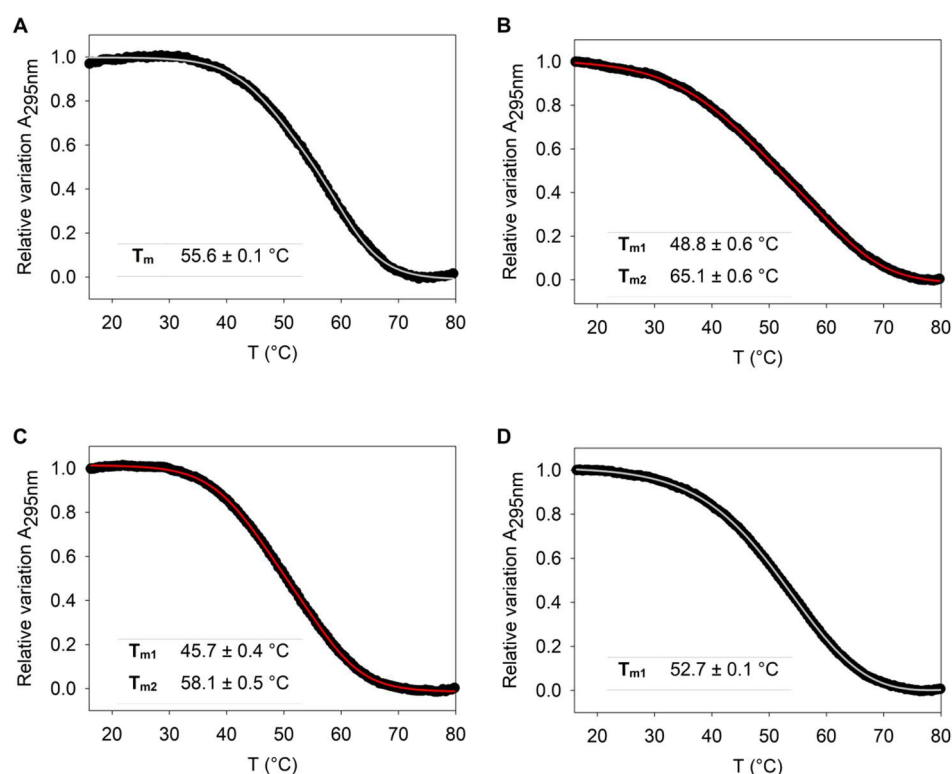 A
Relative variation A295nm
1.0
0.8
0.6
0.4
0.2
0.0
Tm 55.6 ± 0.1 °C
20 30 40 50 60 70 80
T (°C)
B
Relative variation A295nm
1.0
0.8
0.6
0.4
0.2
0.0
Tm1 48.8 ± 0.6 °C
Tm2 65.1 ± 0.6 °C
20 30 40 50 60 70 80
T (°C)
C
Relative variation A295nm
1.0
0.8
0.6
0.4
0.2
0.0
Tm1 45.7 ± 0.4 °C
Tm2 58.1 ± 0.5 °C
20 30 40 50 60 70 80
T (°C)
D
Relative variation A295nm
1.0
0.8
0.6
0.4
0.2
0.0
Tm1 52.7 ± 0.1 °C
20 30 40 50 60 70 80
T (°C)